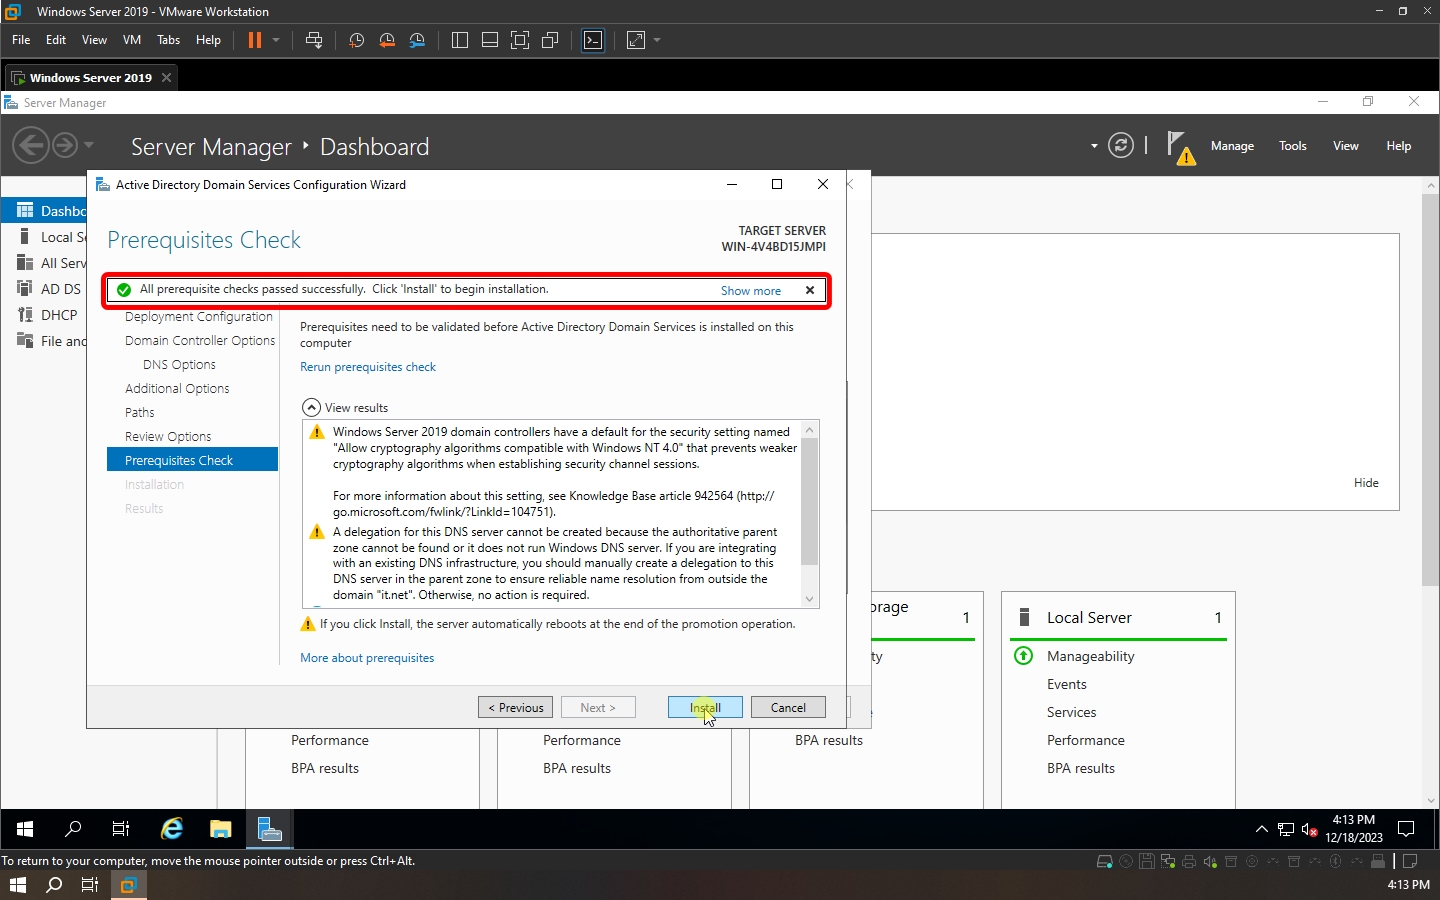 Windows Server 2019 - VMware Workstation
File Edit View VM Tabs Help
Windows Server 2019
Server Manager
Server Manager ‣ Dashboard
Manage Tools View Help
Active Directory Domain Services Configuration Wizard
Dashbo
Local Se
All Serv
AD DS
DHCP
File and
Prerequisites Check
TARGET SERVER
WIN-4V4BD15JMPI
All prerequisite checks passed successfully. Click 'Install' to begin installation.
Show more
Deployment Configuration
Domain Controller Options
DNS Options
Additional Options
Paths
Review Options
Prerequisites Check
Installation
Results
Prerequisites need to be validated before Active Directory Domain Services is installed on this
computer
Rerun prerequisites check
View results
Windows Server 2019 domain controllers have a default for the security setting named
"Allow cryptography algorithms compatible with Windows NT 4.0" that prevents weaker
cryptography algorithms when establishing security channel sessions.
For more information about this setting, see Knowledge Base article 942564 (http://
go.microsoft.com/fwlink/?LinkId=104751).
A delegation for this DNS server cannot be created because the authoritative parent
zone cannot be found or it does not run Windows DNS server. If you are integrating
with an existing DNS infrastructure, you should manually create a delegation to this
DNS server in the parent zone to ensure reliable name resolution from outside the
domain "it.net". Otherwise, no action is required.
If you click Install, the server automatically reboots at the end of the promotion operation.
More about prerequisites
< Previous Next > Install Cancel
Hide
orage 1
ty
Local Server 1
Manageability
Events
Services
Performance
BPA results
Performance
BPA results
Performance
BPA results
BPA results
4:13 PM
12/18/2023
To return to your computer, move the mouse pointer outside or press Ctrl+Alt.
4:13 PM